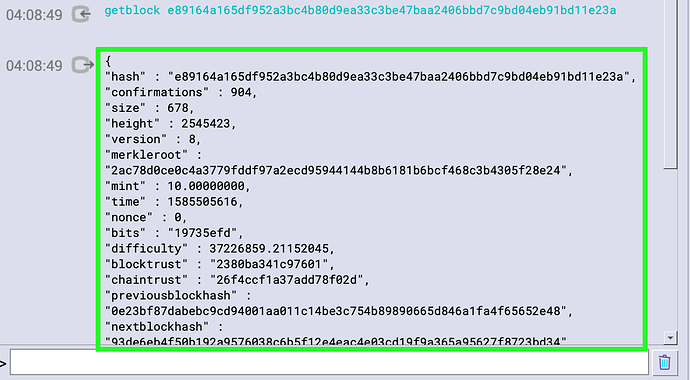 04:08:49 getblock e89164a165df952a3bc4b80d9ea33c3be47baa2406bbd7c9bd04eb91bd11e23a
04:08:49 {
"hash" : "e89164a165df952a3bc4b80d9ea33c3be47baa2406bbd7c9bd04eb91bd11e23a",
"confirmations" : 904,
"size" : 678,
"height" : 2545423,
"version" : 8,
"merkleroot" :
"2ac78d0ce0c4a3779fddf97a2ecd95944144b8b6181b6bcf468c3b4305f28e24",
"mint" : 10.00000000,
"time" : 1585505616,
"nonce" : 0,
"bits" : "19735efd",
"difficulty" : 37226859.21152045,
"blocktrust" : "2380ba341c97601",
"chaintrust" : "26f4ccf1a37add78f02d",
"previousblockhash" :
"0e23bf87dabebc9cd94001aa011c14be3c754b89890665d846a1fa4f65652e48",
"nextblockhash" :
"93de6eb4f50b192a9576038c6b5f12e4eac4e03cd19f9a365a95627f8723bd34"
>